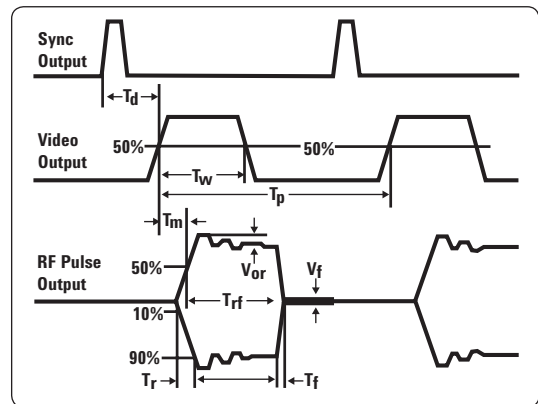 Sync
Output
Td
Video
Output
50%
50%
Tw
Tp
Tm
RF Pulse
Output
50%
Vor
Vf
Trf
10%
90%
Tr
Tf